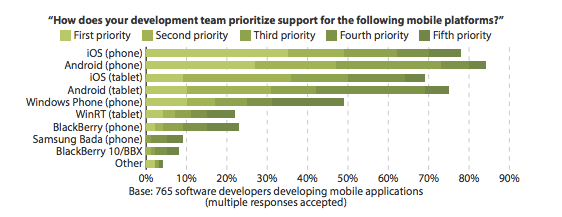 “How does your development team prioritize support for the following mobile platforms?”
First priority Second priority Third priority Fourth priority Fifth priority
iOS (phone)
Android (phone)
iOS (tablet)
Android (tablet)
Windows Phone (phone)
WinRT (tablet)
BlackBerry (phone)
Samsung Bada (phone)
BlackBerry 10/BBX
Other
0% 10% 20% 30% 40% 50% 60% 70% 80% 90%
Base: 765 software developers developing mobile applications
(multiple responses accepted)